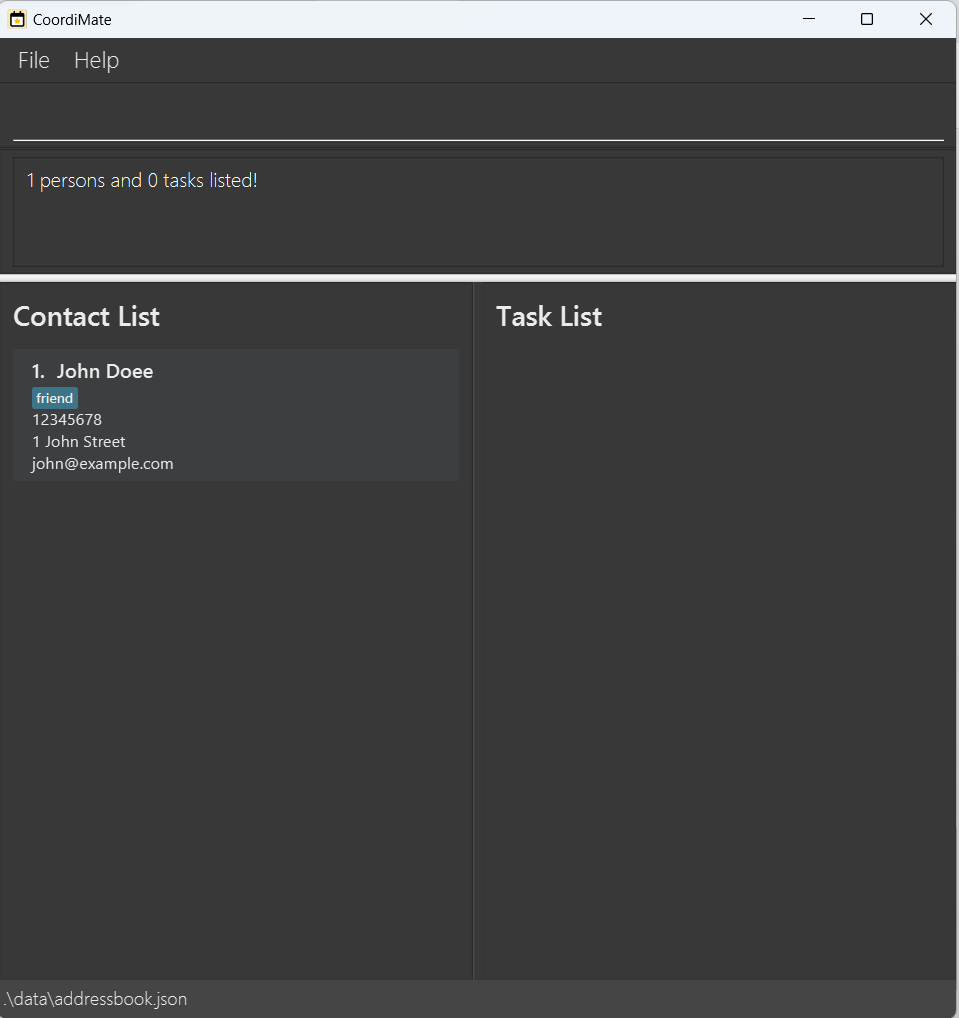 CoordiMate
File Help
1 persons and 0 tasks listed!
Contact List
1. John Doee
friend
12345678
1 John Street
john@example.com
Task List
.\data\addressbook.json